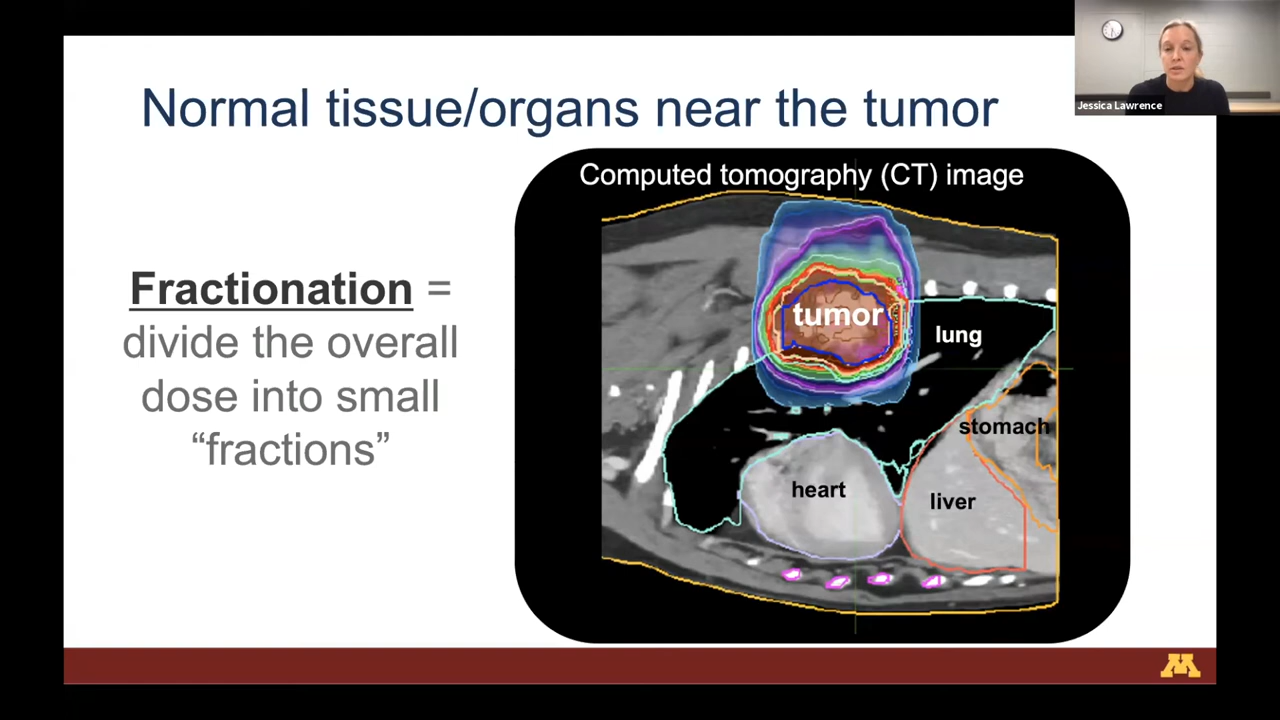 Normal tissue/organs near the tumor
Jessica Lawrence
Computed tomography (CT) image
Fractionation =
divide the overall
dose into small
“fractions”
tumor
lung
stomach
heart
liver
M